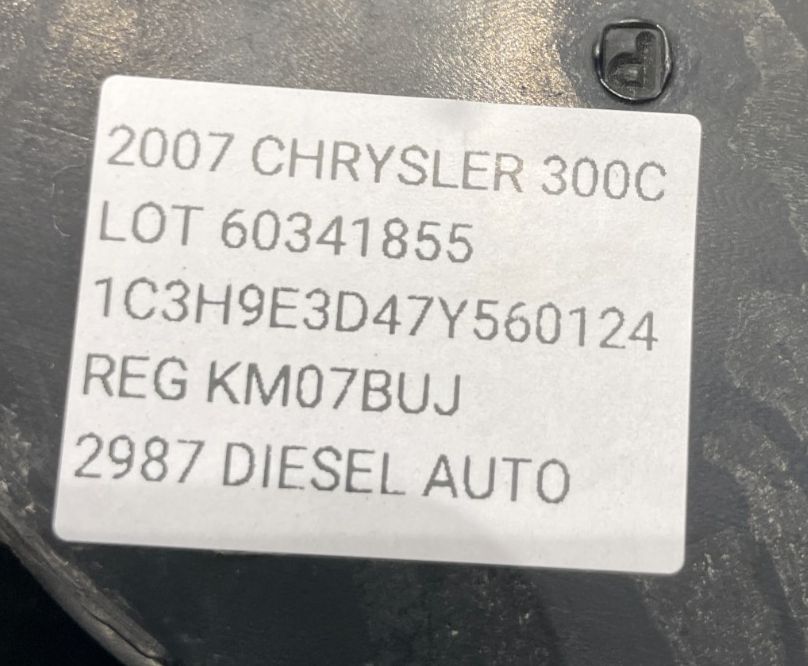 2007 CHRYSLER 300C
LOT 60341855
1C3H9E3D47Y560124
REG KM07BUJ
2987 DIESEL AUTO